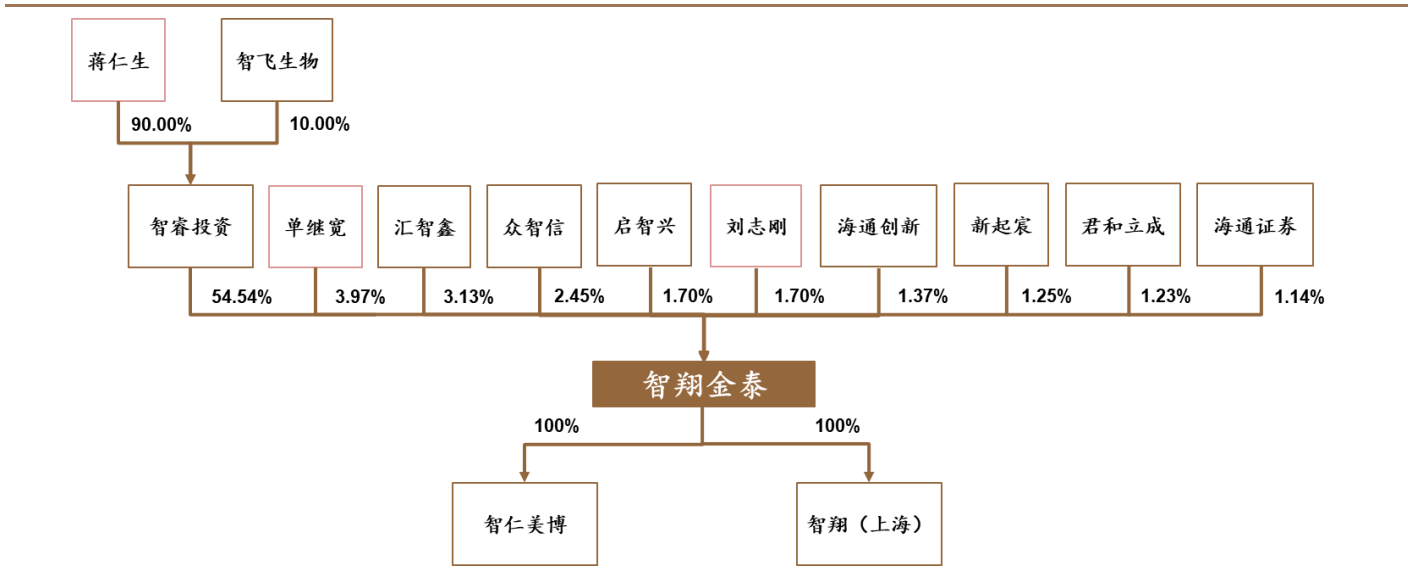 蒋仁生
智飞生物
90.00%
10.00%
智睿投资
单继宽
汇智鑫
众智信
启智兴
刘志刚
海通创新
新起宸
君和立成
海通证券
54.54%
3.97%
3.13%
2.45%
1.70%
1.70%
1.37%
1.25%
1.23%
1.14%
智翔金泰
100%
100%
智仁美博
智翔（上海）